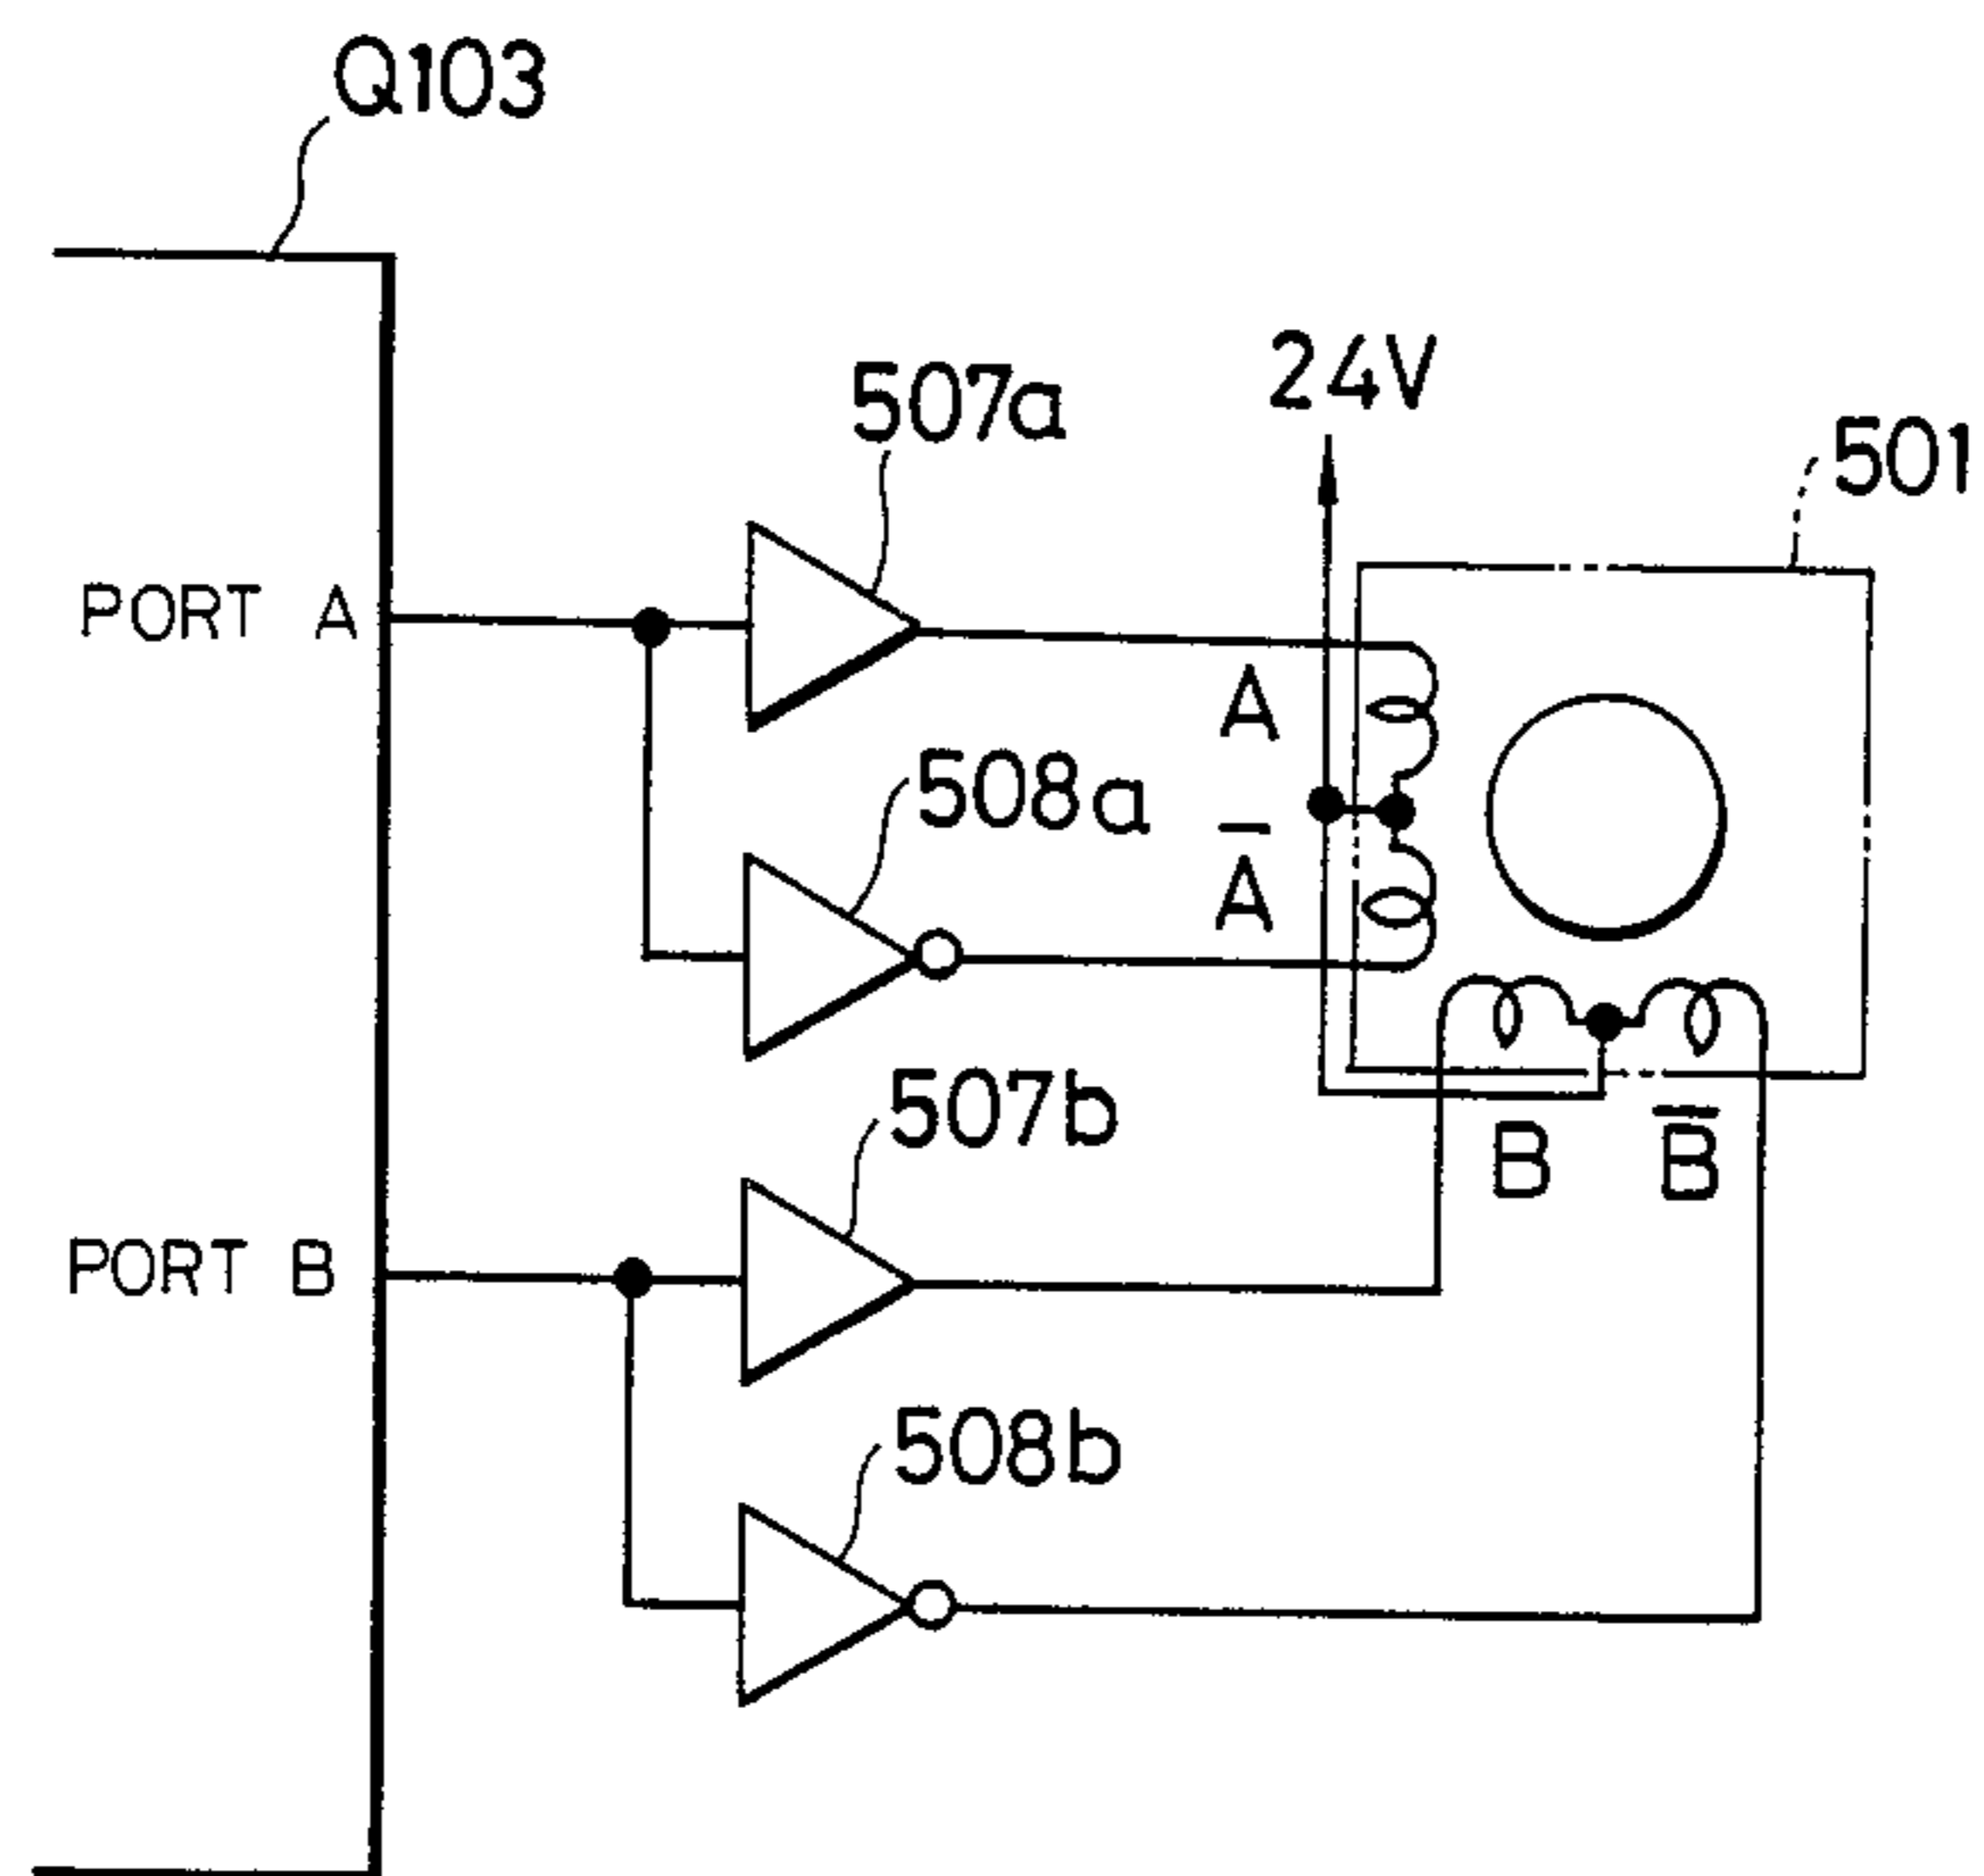 Q103
24V
507a
501
PORT A
A
508a
A̅
507b
B B̅
PORT B
508b